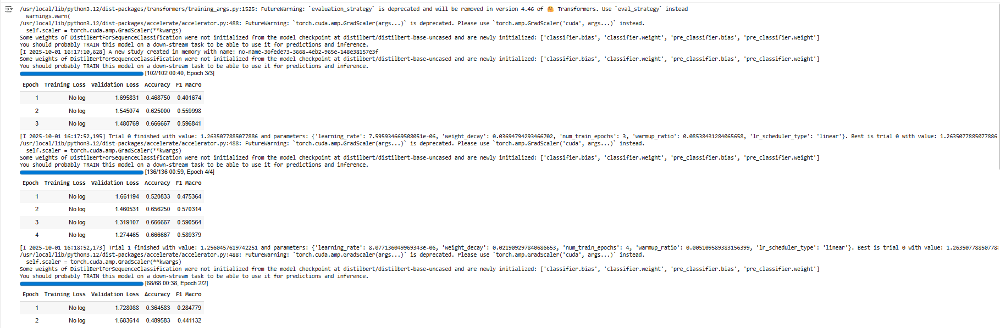 /usr/local/lib/python3.12/dist-packages/transformers/training_args.py:1525: FutureWarning: `evaluation_strategy` is deprecated and will be removed in version 4.46 of 🤗 Transformers. Use `eval_strategy` instead
warnings.warn(
/usr/local/lib/python3.12/dist-packages/accelerate/accelerator.py:488: FutureWarning: `torch.cuda.amp.GradScaler(args...)` is deprecated. Please use `torch.amp.GradScaler('cuda', args...)` instead.
self.scaler = torch.cuda.amp.GradScaler(**kwargs)
Some weights of DistilBertForSequenceClassification were not initialized from the model checkpoint at distilbert/distilbert-base-uncased and are newly initialized: ['classifier.bias', 'classifier.weight', 'pre_classifier.bias', 'pre_classifier.weight']
You should probably TRAIN this model on a down-stream task to be able to use it for predictions and inference.
[I 2025-10-01 16:17:10,628] A new study created in memory with name: no-name-36fede73-3668-4eb2-965e-148e38157e3f
Some weights of DistilBertForSequenceClassification were not initialized from the model checkpoint at distilbert/distilbert-base-uncased and are newly initialized: ['classifier.bias', 'classifier.weight', 'pre_classifier.bias', 'pre_classifier.weight']
You should probably TRAIN this model on a down-stream task to be able to use it for predictions and inference.
[102/102 00:40, Epoch 3/3]
Epoch Training Loss Validation Loss Accuracy F1 Macro
1 No log 1.695831 0.468750 0.401674
2 No log 1.545074 0.625000 0.559998
3 No log 1.480769 0.666667 0.596841
[I 2025-10-01 16:17:52,195] Trial 0 finished with value: 1.2635077885077886 and parameters: {'learning_rate': 7.595934669508051e-06, 'weight_decay': 0.03694794293466702, 'num_train_epochs': 3, 'warmup_ratio': 0.08538431284065658, 'lr_scheduler_type': 'linear'}. Best is trial 0 with value: 1.2635077885077886
/usr/local/lib/python3.12/dist-packages/accelerate/accelerator.py:488: FutureWarning: `torch.cuda.amp.GradScaler(args...)` is deprecated. Please use `torch.amp.GradScaler('cuda', args...)` instead.
self.scaler = torch.cuda.amp.GradScaler(**kwargs)
Some weights of DistilBertForSequenceClassification were not initialized from the model checkpoint at distilbert/distilbert-base-uncased and are newly initialized: ['classifier.bias', 'classifier.weight', 'pre_classifier.bias', 'pre_classifier.weight']
You should probably TRAIN this model on a down-stream task to be able to use it for predictions and inference.
[136/136 00:59, Epoch 4/4]
Epoch Training Loss Validation Loss Accuracy F1 Macro
1 No log 1.661194 0.520833 0.475364
2 No log 1.460531 0.656250 0.570314
3 No log 1.319107 0.666667 0.590564
4 No log 1.274465 0.666667 0.589379
[I 2025-10-01 16:18:52,173] Trial 1 finished with value: 1.2560457619742251 and parameters: {'learning_rate': 8.077136049969343e-06, 'weight_decay': 0.021909297840686653, 'num_train_epochs': 4, 'warmup_ratio': 0.005109589383156399, 'lr_scheduler_type': 'linear'}. Best is trial 0 with value: 1.263507788507788
/usr/local/lib/python3.12/dist-packages/accelerate/accelerator.py:488: FutureWarning: `torch.cuda.amp.GradScaler(args...)` is deprecated. Please use `torch.amp.GradScaler('cuda', args...)` instead.
self.scaler = torch.cuda.amp.GradScaler(**kwargs)
Some weights of DistilBertForSequenceClassification were not initialized from the model checkpoint at distilbert/distilbert-base-uncased and are newly initialized: ['classifier.bias', 'classifier.weight', 'pre_classifier.bias', 'pre_classifier.weight']
You should probably TRAIN this model on a down-stream task to be able to use it for predictions and inference.
[68/68 00:38, Epoch 2/2]
Epoch Training Loss Validation Loss Accuracy F1 Macro
1 No log 1.728088 0.364583 0.284779
2 No log 1.683614 0.489583 0.441132